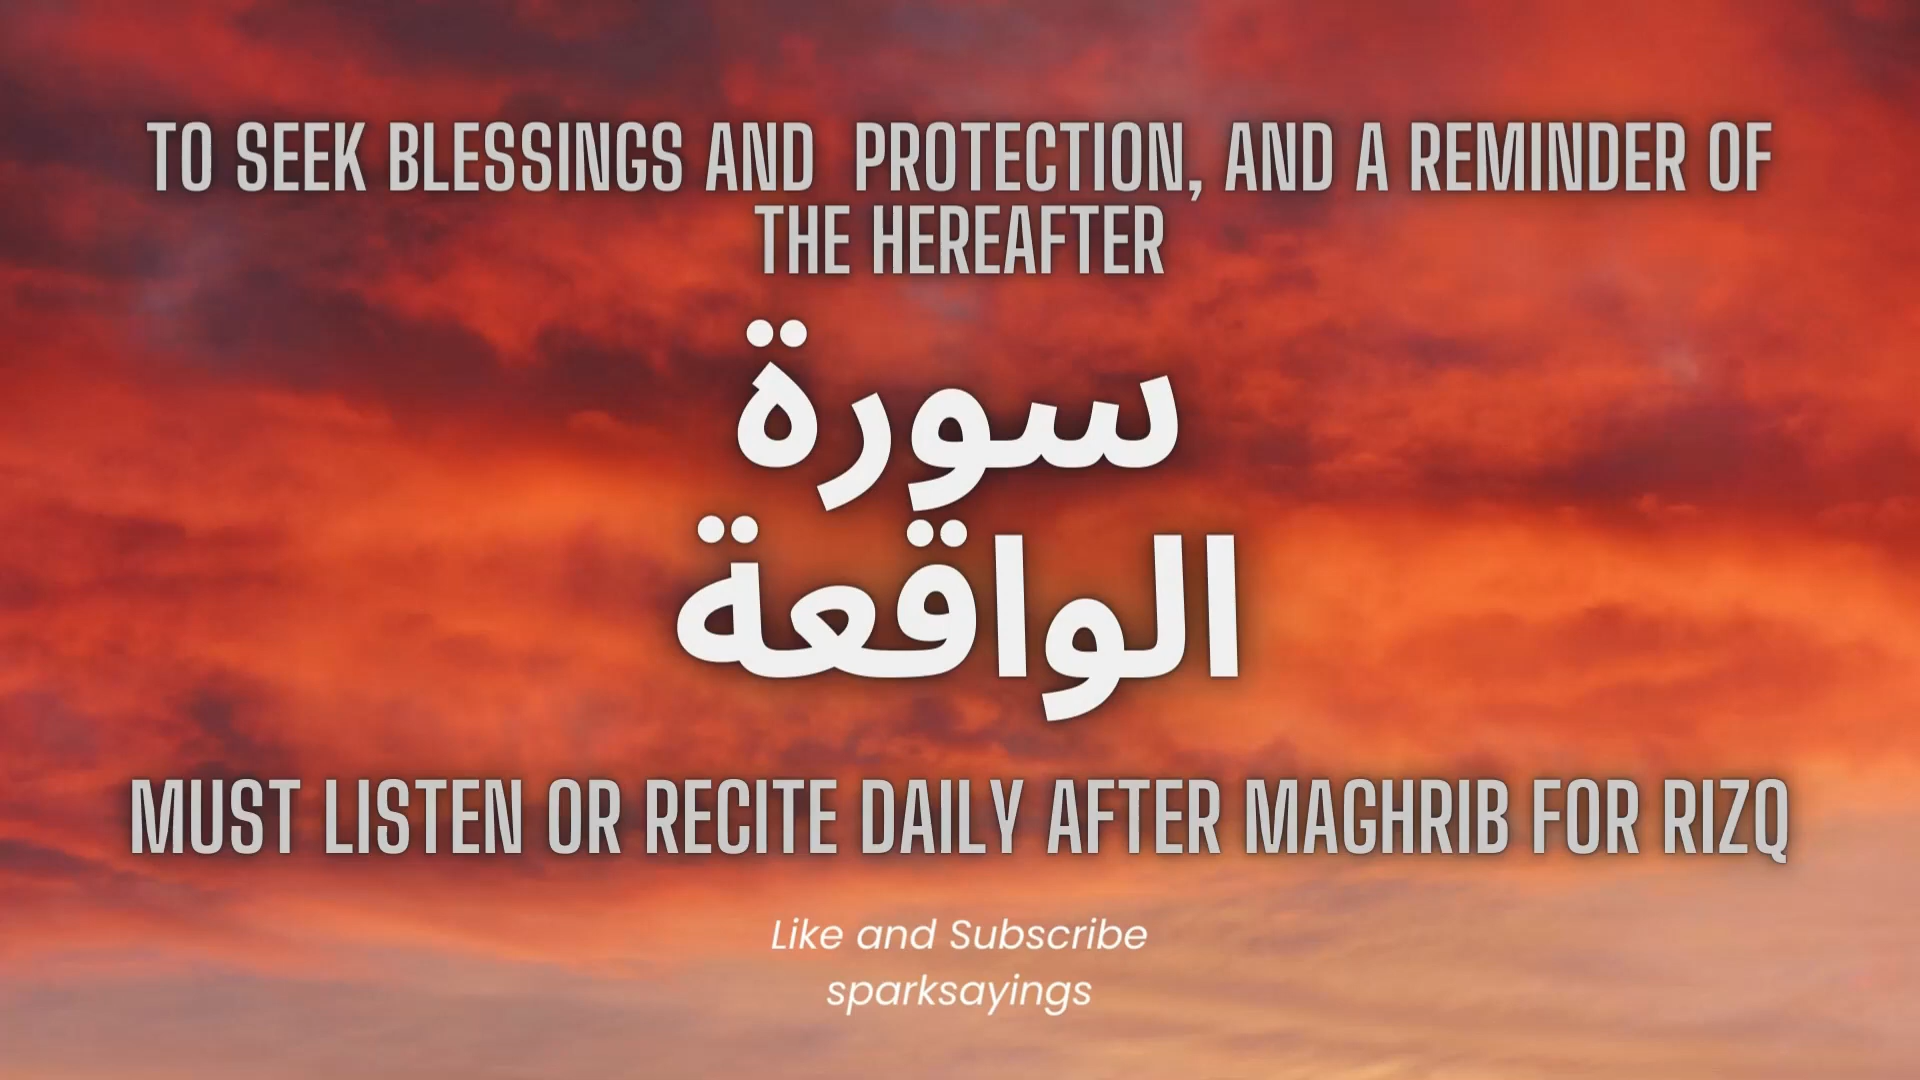 TO SEEK BLESSINGS AND PROTECTION, AND A REMINDER OF
THE HEREAFTER
سورة
الواقعة
MUST LISTEN OR RECITE DAILY AFTER MAGHRIB FOR RIZQ
Like and Subscribe
sparksayings